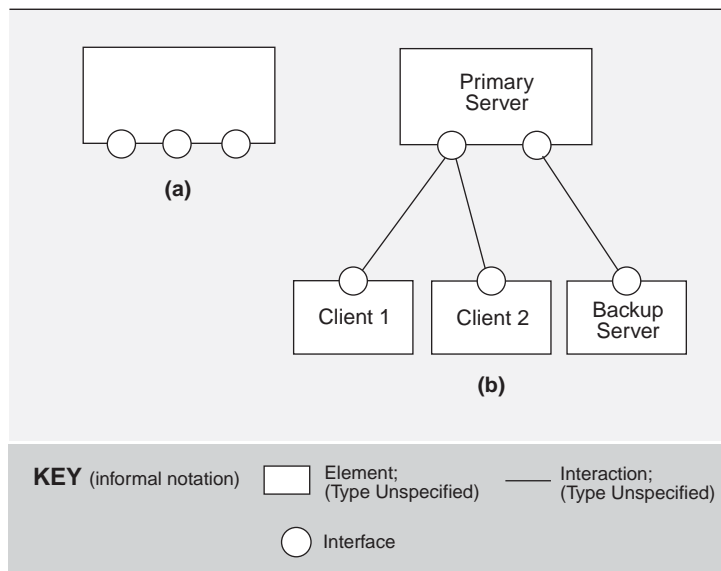 Primary
Server
(a)
Client 1
Client 2
Backup
Server
(b)
KEY (informal notation)
Element;
(Type Unspecified)
Interaction;
(Type Unspecified)
Interface